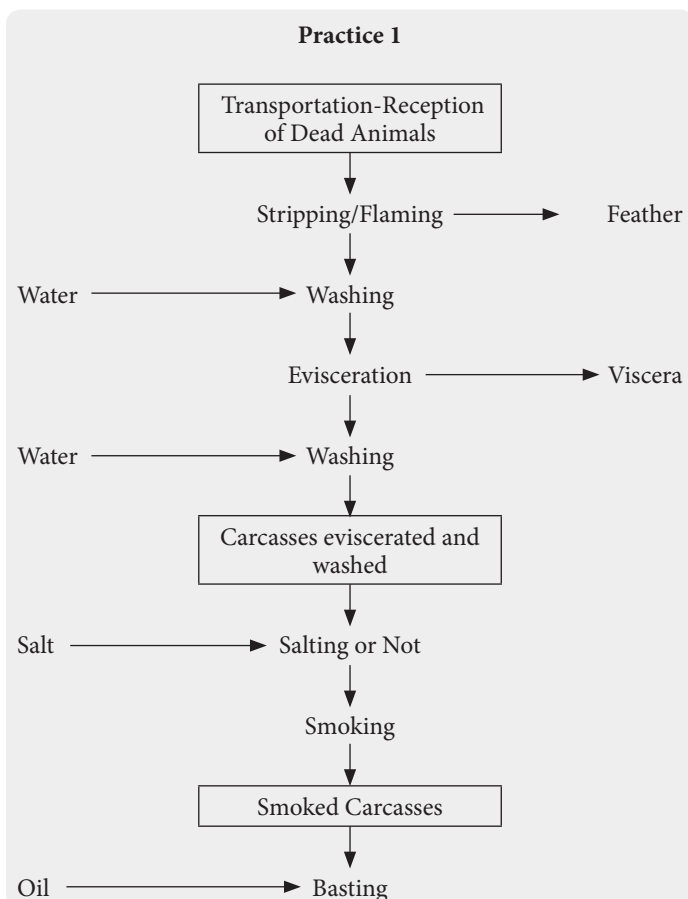 Practice 1
Transportation-Reception
of Dead Animals
Stripping/Flaming
Feather
Water
Washing
Evisceration
Viscera
Water
Washing
Carcasses eviscerated and
washed
Salt
Salting or Not
Smoking
Smoked Carcasses
Oil
Basting